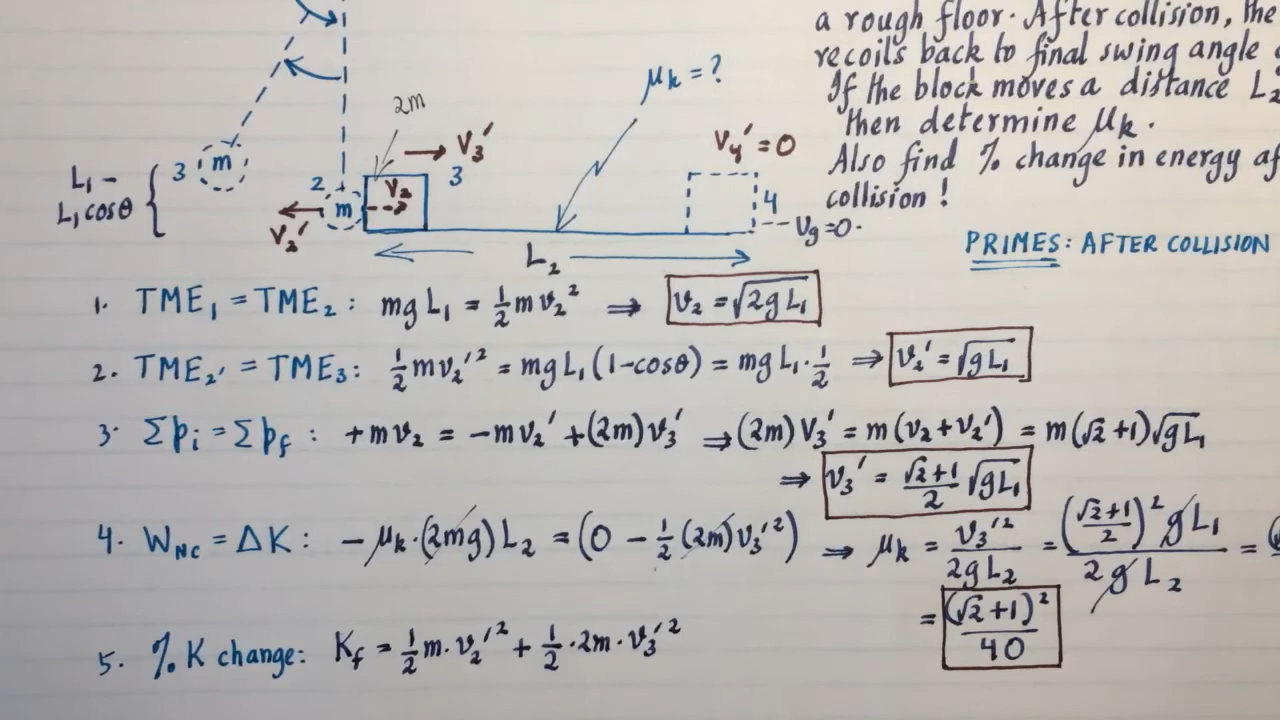 a rough floor. After collision, the
recoils back to final swing angle
If the block moves a distance L₂
then determine μₖ.
Also find % change in energy af
collision!
PRIMES: AFTER COLLISION
μₖ = ?
2m
V₃′
V₄′ = 0
3
m
L₁ -
L₁ cosθ
2
m
V₂
3
4
V₂′
L₂
Vg = 0.
1. TME₁ = TME₂: mgL₁ = ½mv₂² ⇒ v₂ = √2gL₁
2. TME₂′ = TME₃: ½mv₂′² = mgL₁(1-cosθ) = mgL₁·½ ⇒ v₂′ = √gL₁
3. Σpᵢ = Σp_f: +mv₂ = -mv₂′ + (2m)v₃′ ⇒ (2m)V₃′ = m(v₂+v₂′) = m(√2+1)√gL₁
⇒ v₃′ = (√2+1)/2 √gL₁
4. W_NC = ΔK: -μₖ·(2mg)L₂ = (0 - ½(2m)v₃′²) ⇒ μₖ = v₃′²/2gL₂ = ((√2+1)/2)² gL₁/2gL₂ =
= (√2+1)²/40
5. % K change: K_f = ½m·v₂′² + ½·2m·v₃′²